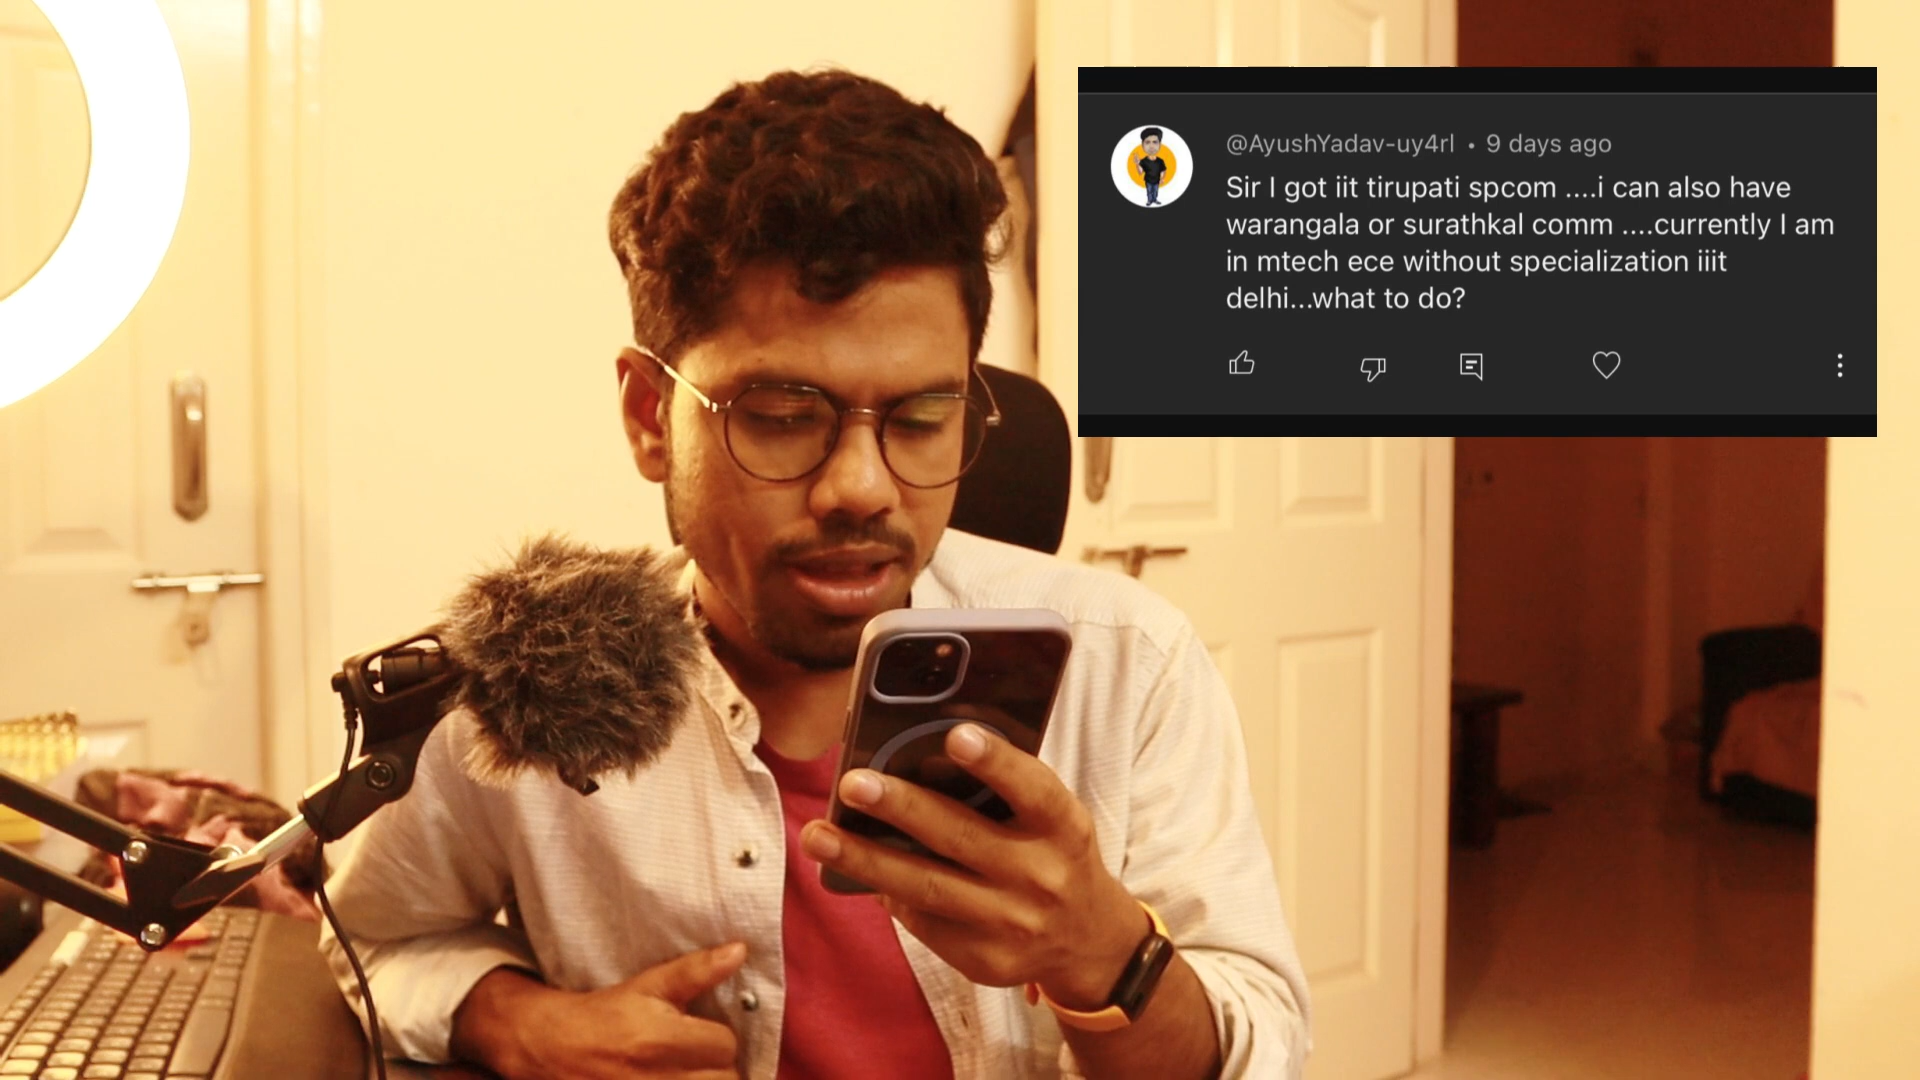 @AyushYadav-uy4rl • 9 days ago
Sir I got iit tirupati spcom ....i can also have
warangala or surathkal comm ....currently I am
in mtech ece without specialization iiit
delhi...what to do?